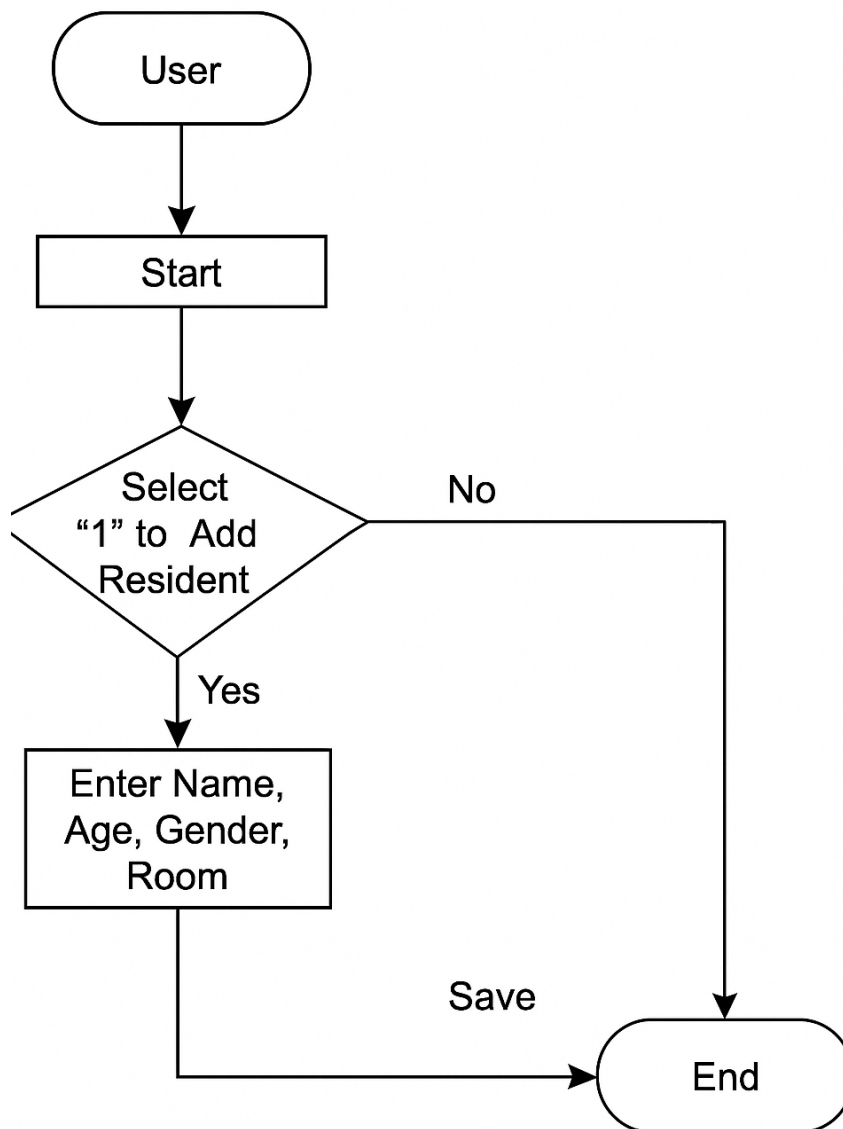 User
Start
Select
“1” to Add
Resident
No
Yes
Enter Name,
Age, Gender,
Room
Save
End